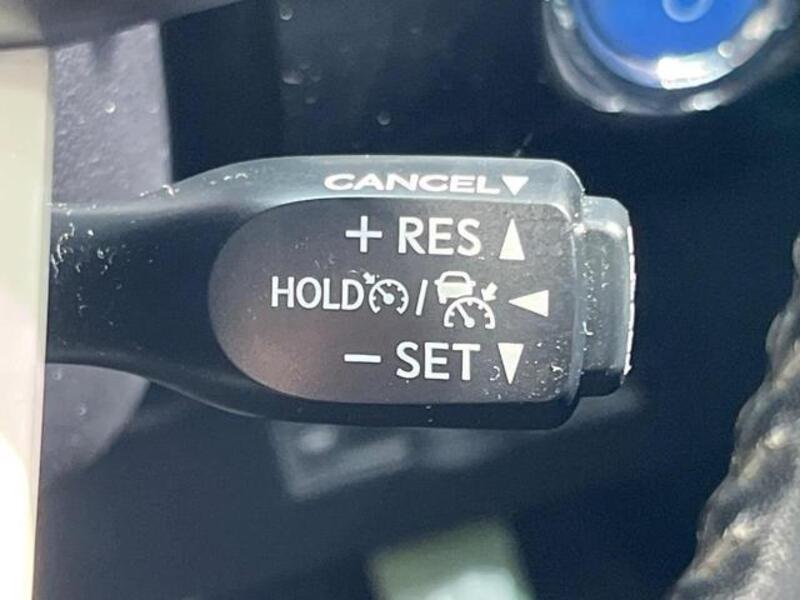 CANCEL▼
+ RES ▲
HOLD / ◀
− SET ▼